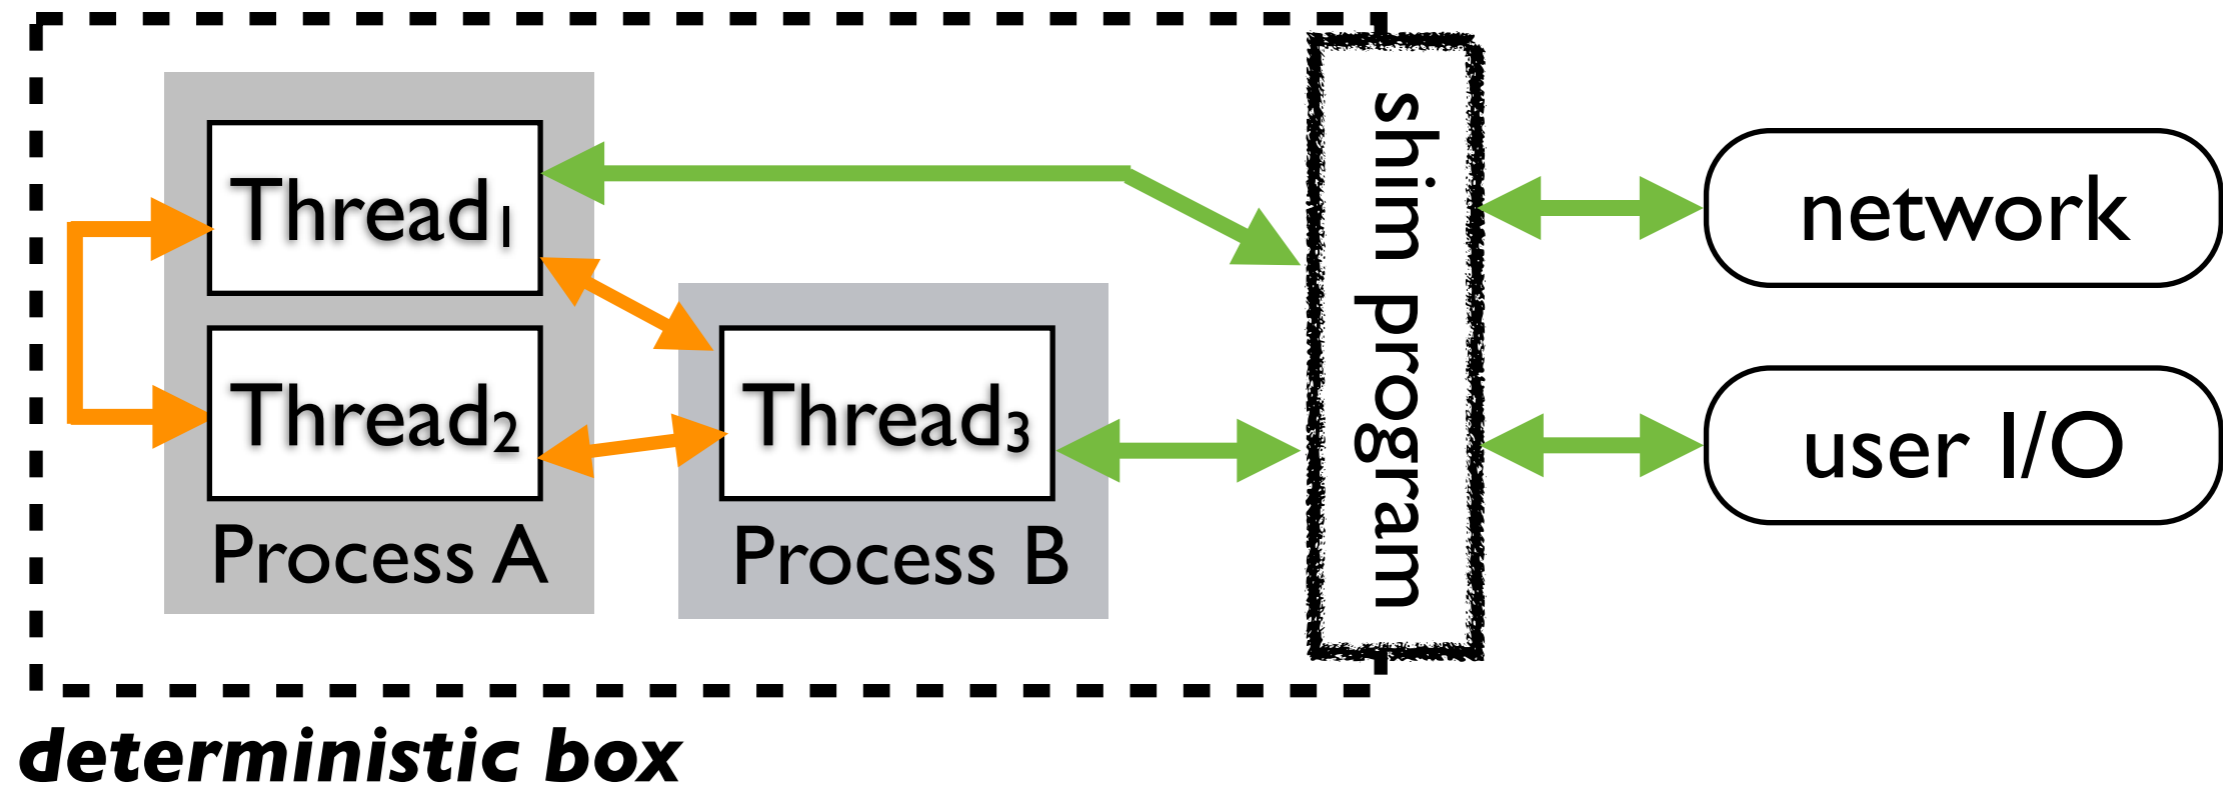 Thread1
Thread2
Process A
Thread3
Process B
shim program
network
user I/O
deterministic box